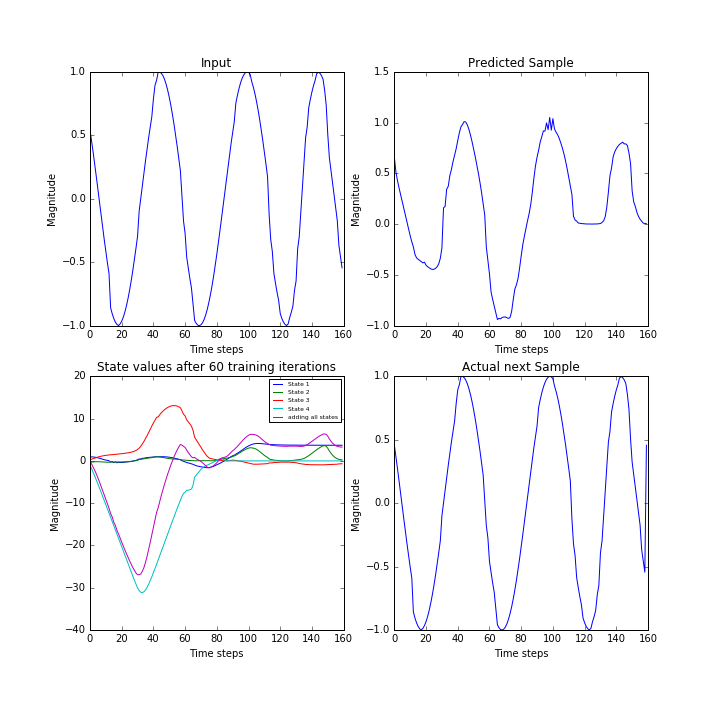 Input
Magnitude
1.0
0.5
0.0
−0.5
−1.0
0 20 40 60 80 100 120 140 160
Time steps
Predicted Sample
Magnitude
1.5
1.0
0.5
0.0
−0.5
−1.0
0 20 40 60 80 100 120 140 160
Time steps
State values after 60 training iterations
Magnitude
20
10
0
−10
−20
−30
−40
State 1
State 2
State 3
State 4
adding all states
0 20 40 60 80 100 120 140 160
Time steps
Actual next Sample
Magnitude
1.0
0.5
0.0
−0.5
−1.0
0 20 40 60 80 100 120 140 160
Time steps